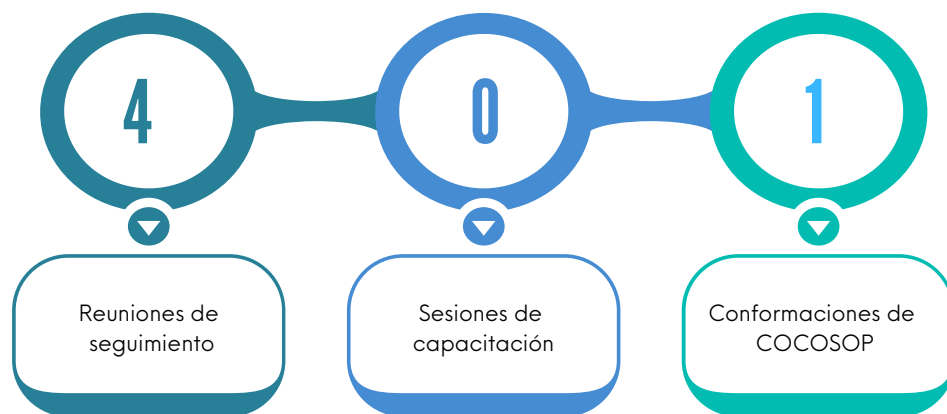 4
0
1
Reuniones de
seguimiento
Sesiones de
capacitación
Conformaciones de
COCOSOP